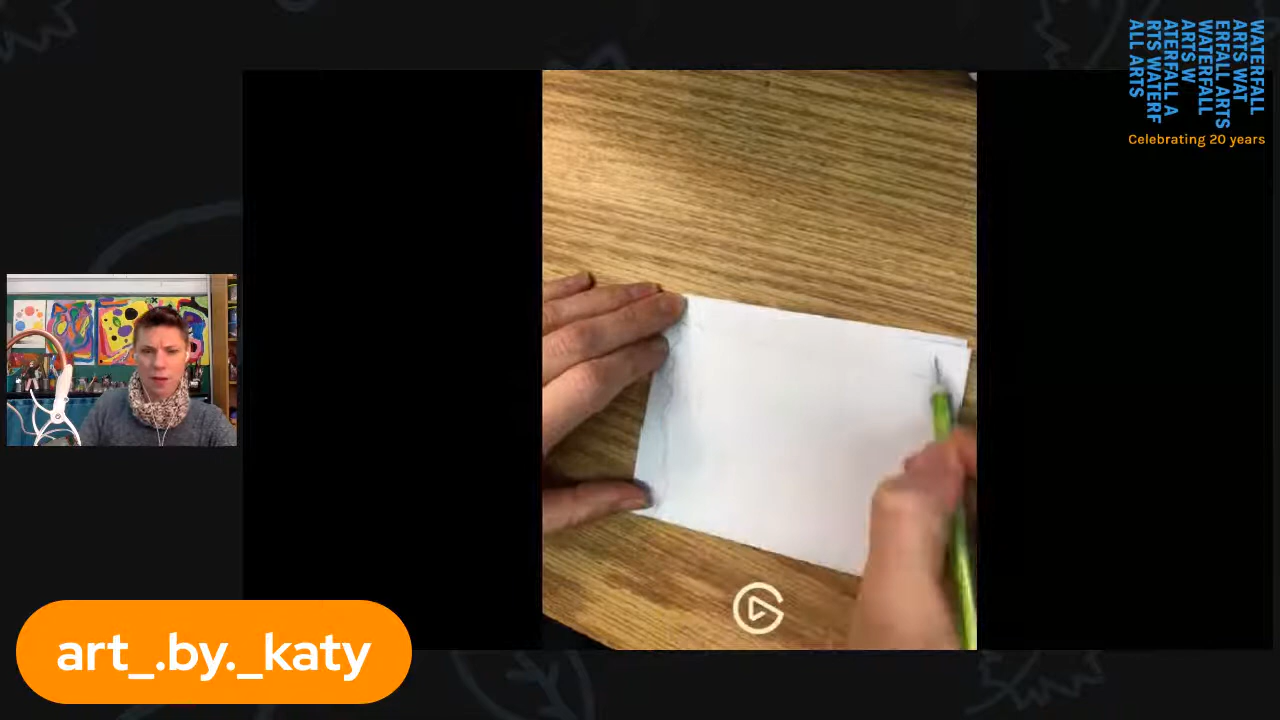 WATERFALL
ARTS WAT
ERFALL ARTS
WATERFALL
ARTS W
ATERFALL A
RTS WATERF
ALL ARTS
Celebrating 20 years
art_.by._katy